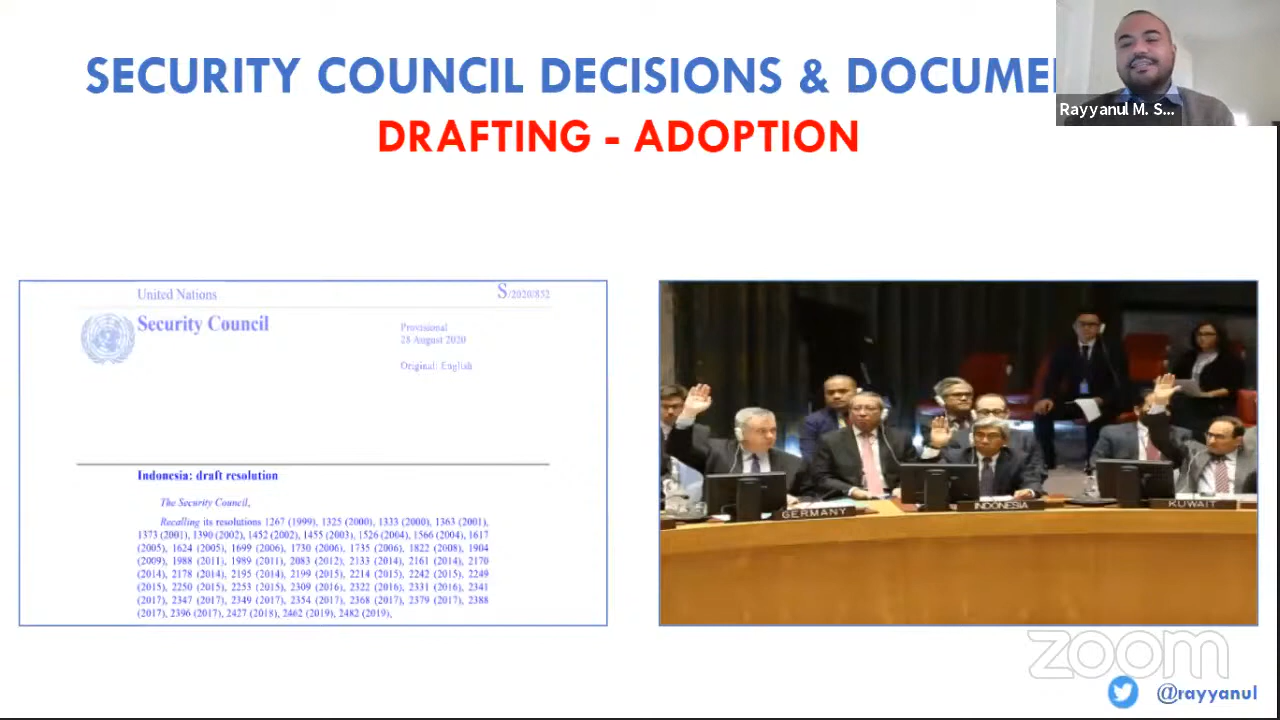 SECURITY COUNCIL DECISIONS & DOCUME
DRAFTING - ADOPTION
Rayyanul M. S...
United Nations
S/2020/852
Security Council
Provisional
28 August 2020
Original: English
Indonesia: draft resolution
The Security Council,
Recalling its resolutions 1267 (1999), 1325 (2000), 1333 (2000), 1363 (2001),
1373 (2001), 1390 (2002), 1452 (2002), 1455 (2003), 1526 (2004), 1566 (2004), 1617
(2005), 1624 (2005), 1699 (2006), 1730 (2006), 1735 (2006), 1822 (2008), 1904
(2009), 1988 (2011), 1989 (2011), 2083 (2012), 2133 (2014), 2161 (2014), 2170
(2014), 2178 (2014), 2195 (2014), 2199 (2015), 2214 (2015), 2242 (2015), 2249
(2015), 2250 (2015), 2253 (2015), 2309 (2016), 2322 (2016), 2331 (2016), 2341
(2017), 2347 (2017), 2349 (2017), 2354 (2017), 2368 (2017), 2379 (2017), 2388
(2017), 2396 (2017), 2427 (2018), 2462 (2019), 2482 (2019),
GERMANY
INDONESIA
KUWAIT
zoom
@rayyanul